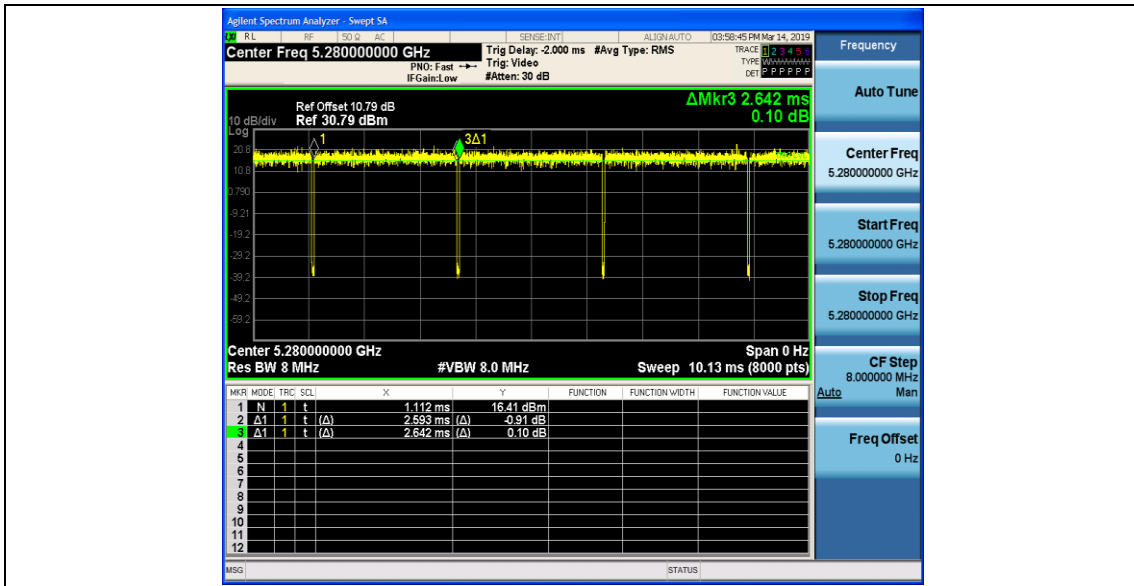 Agilent Spectrum Analyzer - Swept SA
RL RF 50 Ω AC SENSE:INT ALIGNAUTO 03:58:45 PM Mar 14, 2019
Center Freq 5.280000000 GHz
PNO: Fast
IFGain:Low
Trig Delay: -2.000 ms #Avg Type: RMS
Trig: Video
#Atten: 30 dB
TRACE 1 2 3 4 5 6
TYPE WWWWWW
DET P P P P P P
ΔMkr3 2.642 ms
0.10 dB
Ref Offset 10.79 dB
10 dB/div Ref 30.79 dBm
Log
1
3Δ1
20.8
10.8
0.790
-9.21
-19.2
-29.2
-39.2
-49.2
-59.2
Center 5.280000000 GHz Span 0 Hz
Res BW 8 MHz #VBW 8.0 MHz Sweep 10.13 ms (8000 pts)
MKR MODE TRC SCL X Y FUNCTION FUNCTION WIDTH FUNCTION VALUE
1 N 1 t 1.112 ms 16.41 dBm
2 Δ1 1 t (Δ) 2.593 ms (Δ) -0.91 dB
3 Δ1 1 t (Δ) 2.642 ms (Δ) 0.10 dB
4
5
6
7
8
9
10
11
12
MSG STATUS
Frequency
Auto Tune
Center Freq
5.280000000 GHz
Start Freq
5.280000000 GHz
Stop Freq
5.280000000 GHz
CF Step
8.000000 MHz
Auto Man
Freq Offset
0 Hz